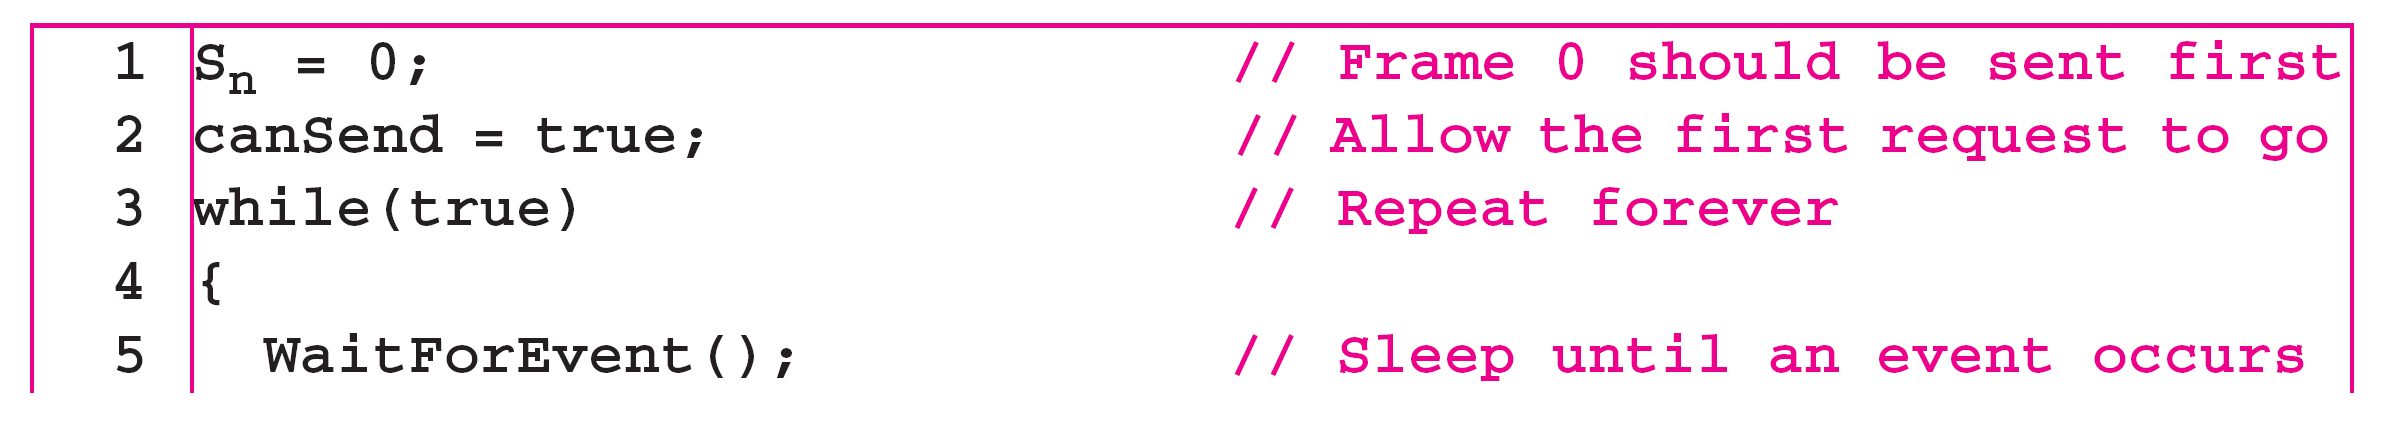 1 Sn = 0; // Frame 0 should be sent first
2 canSend = true; // Allow the first request to go
3 while(true) // Repeat forever
4 {
5 WaitForEvent(); // Sleep until an event occurs